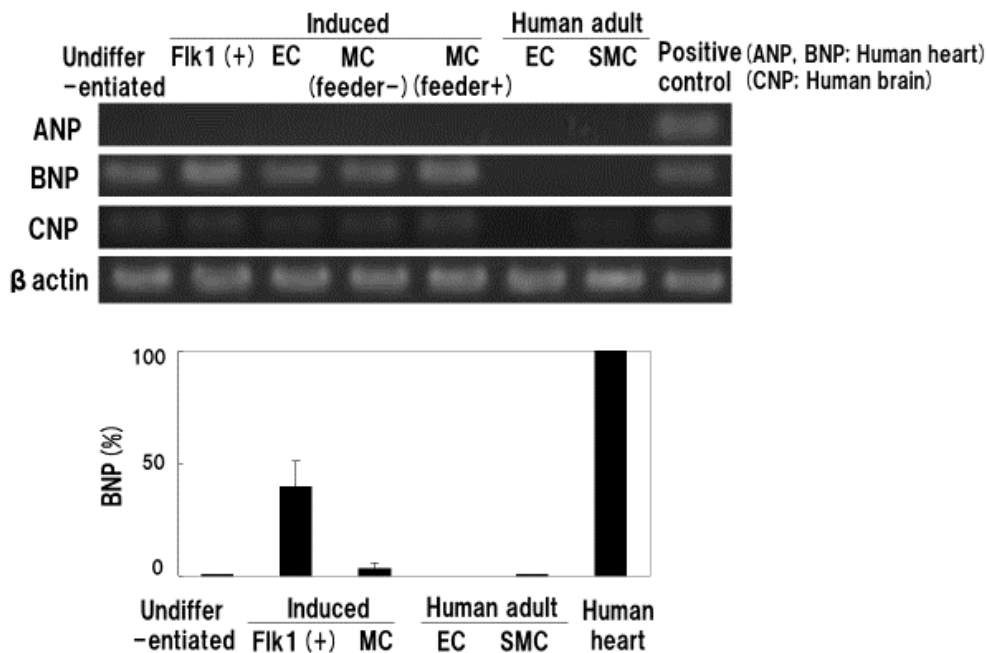 Induced
Human adult
Undiffer
-entiated
Flk1 (+)
EC
MC
(feeder-)
MC
(feeder+)
EC
SMC
Positive
control
(ANP, BNP: Human heart)
(CNP: Human brain)
ANP
BNP
CNP
β actin
100
50
0
BNP (%)
Undiffer
-entiated
Induced
Flk1 (+)
MC
Human adult
EC
SMC
Human
heart